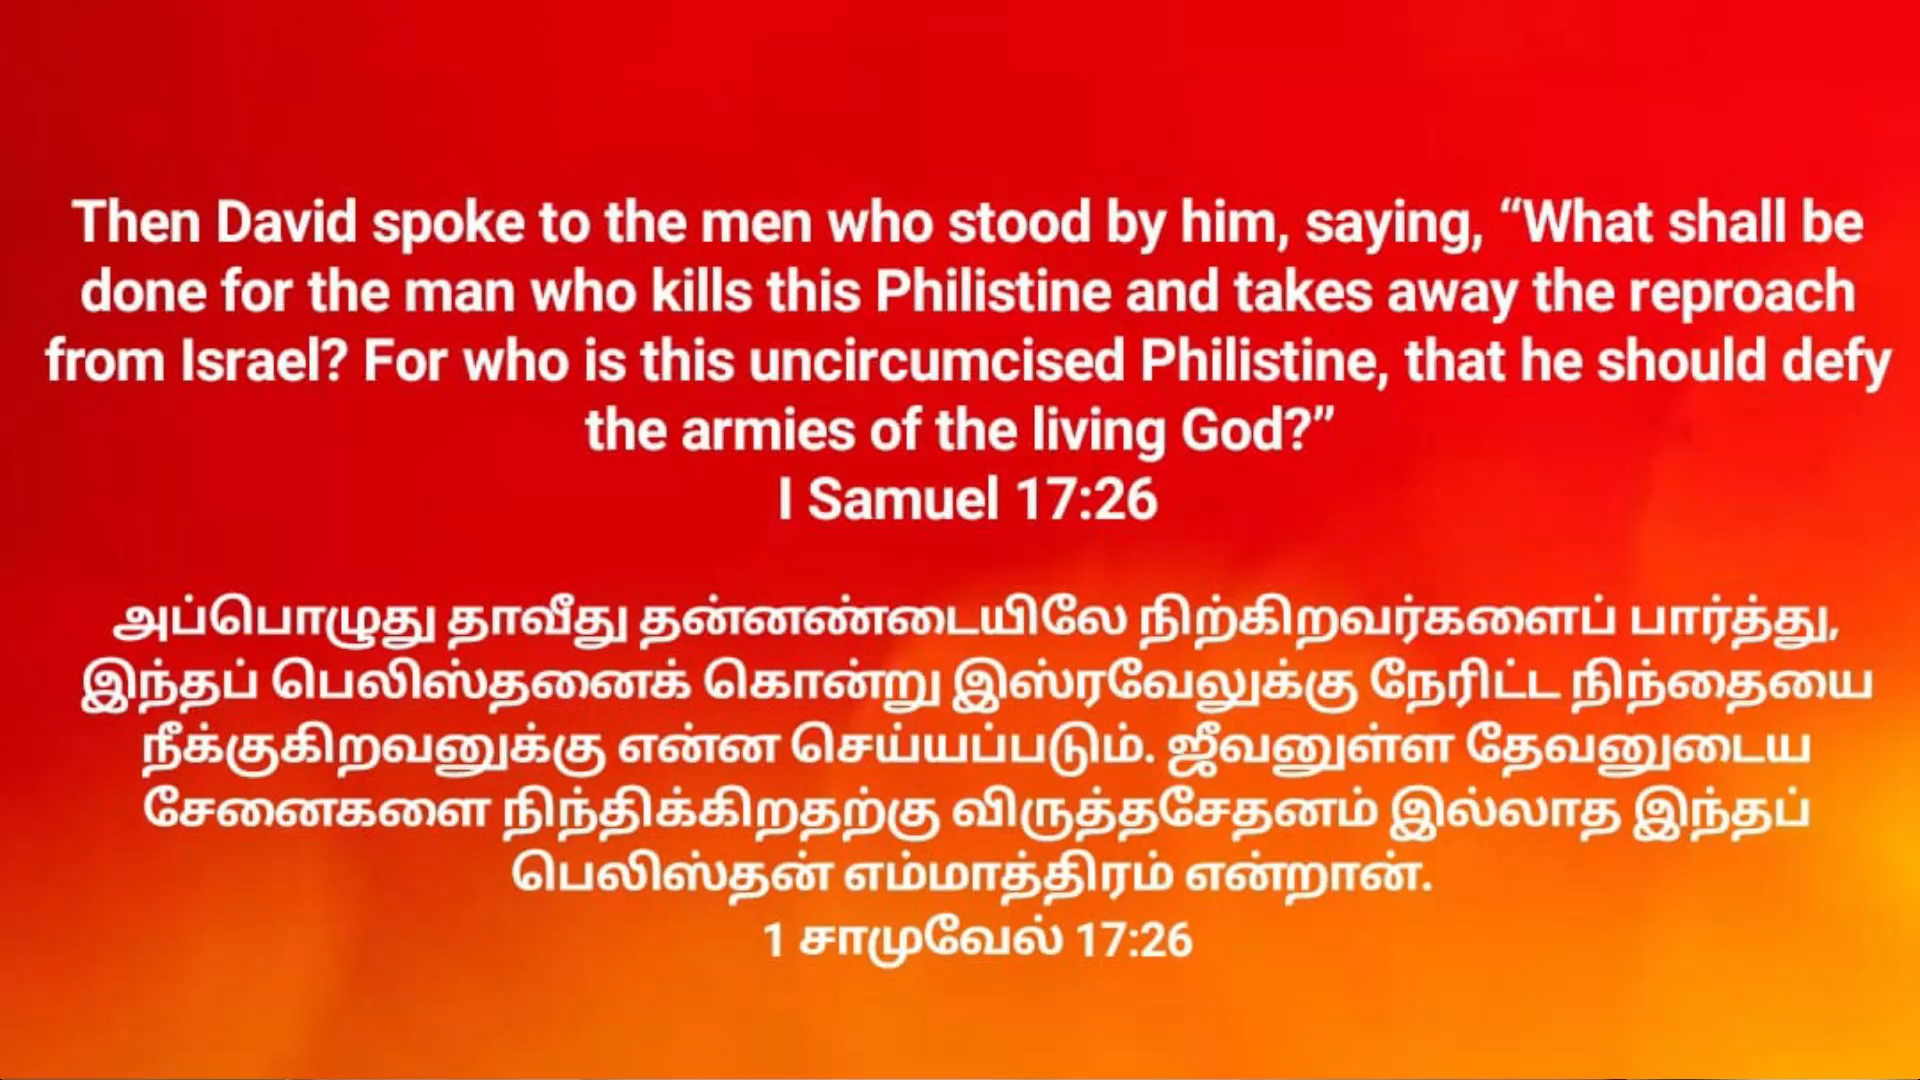 Then David spoke to the men who stood by him, saying, “What shall be
done for the man who kills this Philistine and takes away the reproach
from Israel? For who is this uncircumcised Philistine, that he should defy
the armies of the living God?”
I Samuel 17:26
அப்பொழுது தாவீது தன்னண்டையிலே நிற்கிறவர்களைப் பார்த்து,
இந்தப் பெலிஸ்தனைக் கொன்று இஸ்ரவேலுக்கு நேரிட்ட நிந்தையை
நீக்குகிறவனுக்கு என்ன செய்யப்படும். ஜீவனுள்ள தேவனுடைய
சேனைகளை நிந்திக்கிறதற்கு விருத்தசேதனம் இல்லாத இந்தப்
பெலிஸ்தன் எம்மாத்திரம் என்றான்.
1 சாமுவேல் 17:26